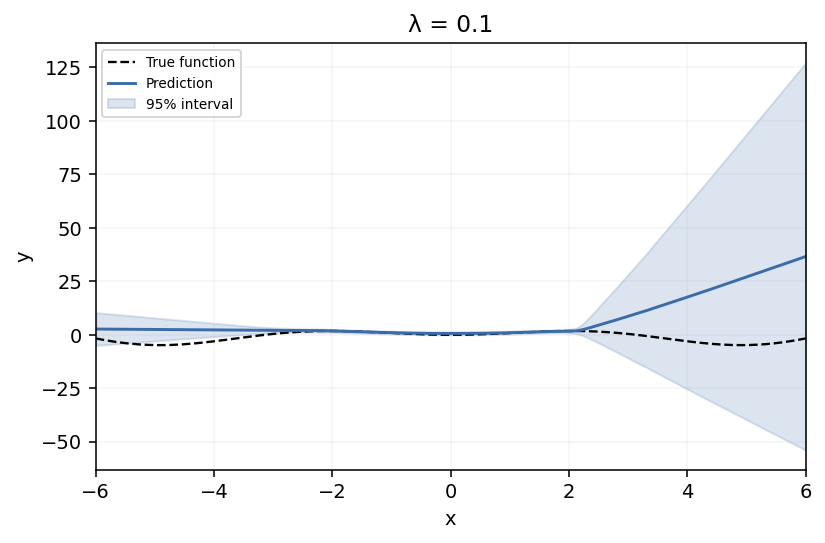 λ = 0.1
True function
Prediction
95% interval
125
100
75
50
25
0
−25
−50
y
−6 −4 −2 0 2 4 6
x